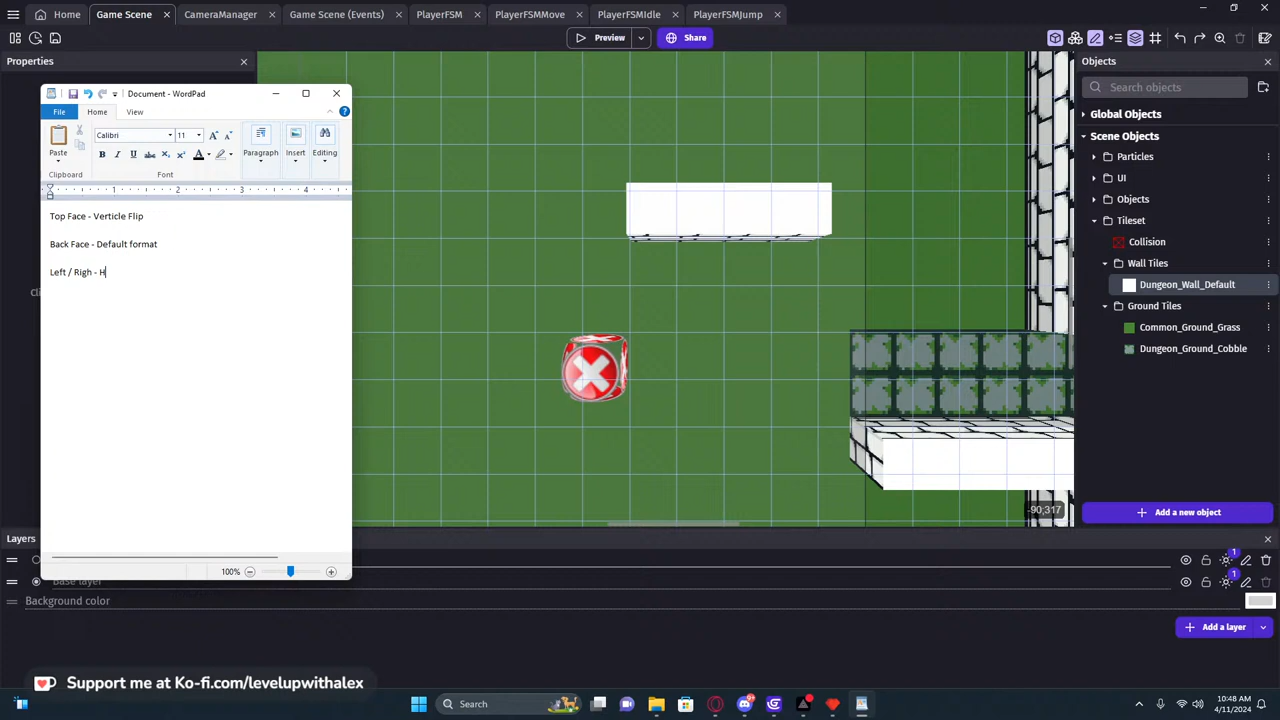 Home
Game Scene
CameraManager
Game Scene (Events)
PlayerFSM
PlayerFSMMove
PlayerFSMIdle
PlayerFSMJump
Preview
Share
Properties
Objects
Document - WordPad
File
Home
View
Search objects
Paste
Calibri
11
Paragraph
Insert
Editing
Clipboard
Font
1
2
3
4
Global Objects
Scene Objects
Particles
UI
Objects
Tileset
Collision
Wall Tiles
Dungeon_Wall_Default
Ground Tiles
Common_Ground_Grass
Dungeon_Ground_Cobble
Top Face - Verticle Flip
Back Face - Default format
Left / Righ - H
-90;317
Add a new object
Layers
100%
Base layer
Background color
Add a layer
Support me at Ko-fi.com/levelupwithalex
Search
10:48 AM
4/11/2024